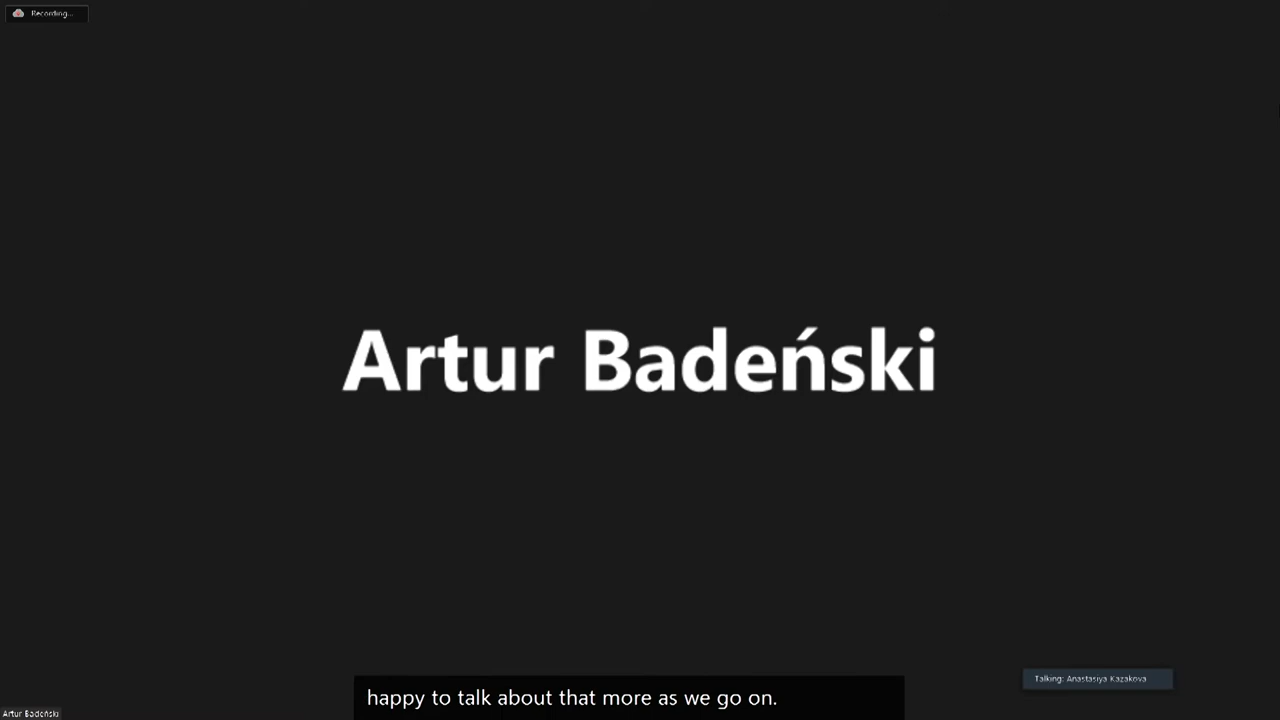 Recording...
Artur Badeński
Talking: Anastasiya Kazakova
happy to talk about that more as we go on.
Artur Badeński